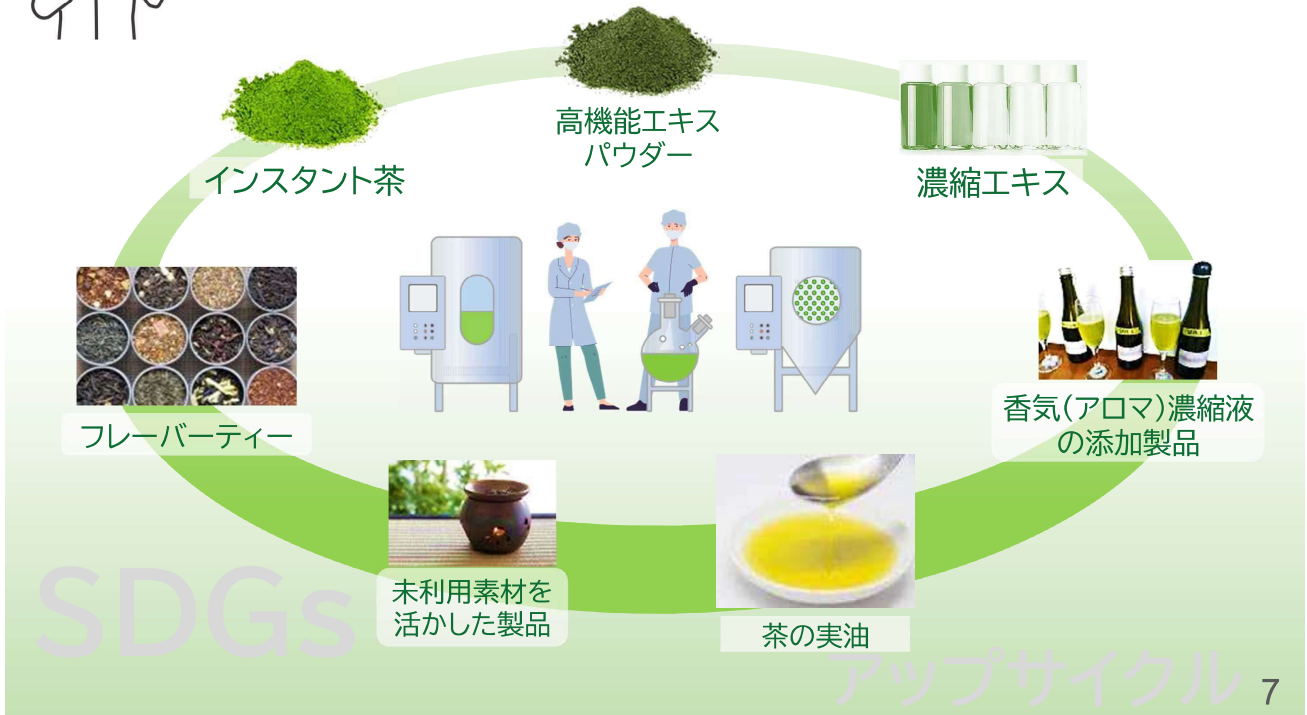 高機能エキス
パウダー
インスタント茶
濃縮エキス
フレーバーティー
香気(アロマ)濃縮液
の添加製品
未利用素材を
活かした製品
茶の実油
SDGs
アップサイクル
7